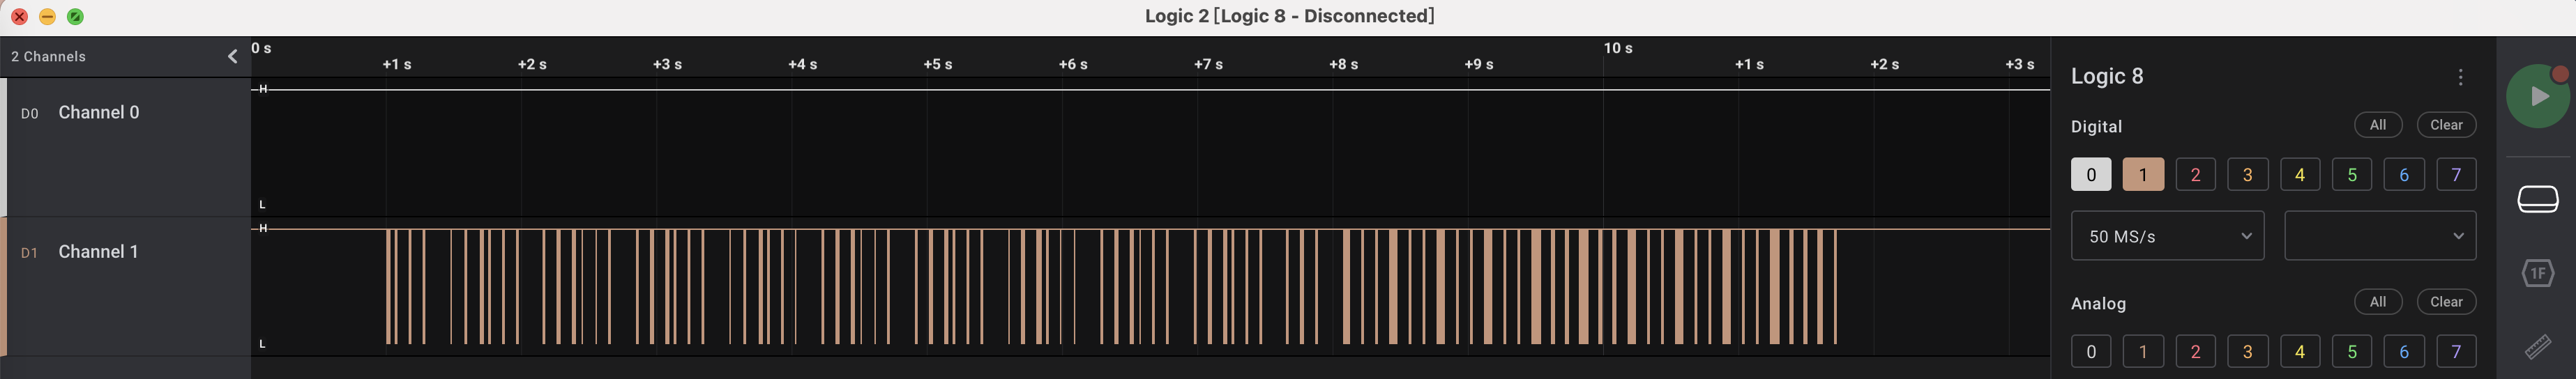 Logic 2 [Logic 8 - Disconnected]
2 Channels
0 s
10 s
+1 s
+2 s
+3 s
+4 s
+5 s
+6 s
+7 s
+8 s
+9 s
+1 s
+2 s
+3 s
D0 Channel 0
H
L
D1 Channel 1
H
L
Logic 8
Digital
All
Clear
0 1 2 3 4 5 6 7
50 MS/s
Analog
All
Clear
0 1 2 3 4 5 6 7
1F